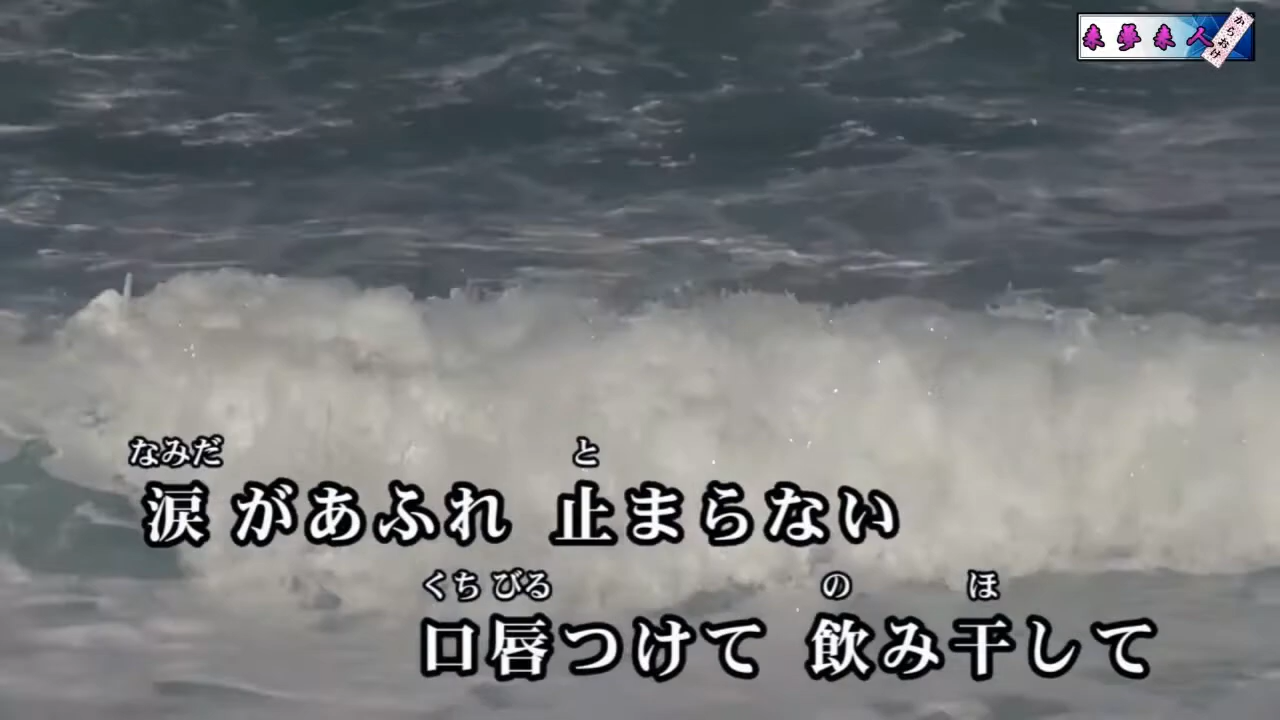 来夢来人
からおけ
なみだ と
涙があふれ 止まらない
くちびる の ほ
口唇つけて 飲み干して